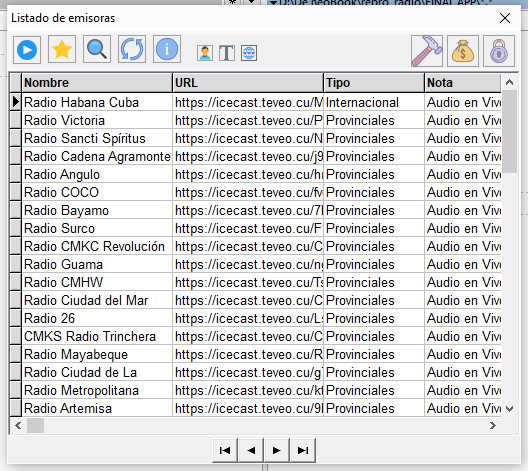 Listado de emisoras
T
Nombre URL Tipo Nota
Radio Habana Cuba https://icecast.teveo.cu/M Internacional Audio en Viv
Radio Victoria https://icecast.teveo.cu/P Provinciales Audio en Viv
Radio Sancti Spíritus https://icecast.teveo.cu/N Provinciales Audio en Viv
Radio Cadena Agramonte https://icecast.teveo.cu/j9 Provinciales Audio en Viv
Radio Angulo https://icecast.teveo.cu/h Provinciales Audio en Viv
Radio COCO https://icecast.teveo.cu/fv Provinciales Audio en Viv
Radio Bayamo https://icecast.teveo.cu/7 Provinciales Audio en Viv
Radio Surco https://icecast.teveo.cu/F Provinciales Audio en Viv
Radio CMKC Revolución https://icecast.teveo.cu/C Provinciales Audio en Viv
Radio Guama https://icecast.teveo.cu/n Provinciales Audio en Viv
Radio CMHW https://icecast.teveo.cu/Ts Provinciales Audio en Viv
Radio Ciudad del Mar https://icecast.teveo.cu/C Provinciales Audio en Viv
Radio 26 https://icecast.teveo.cu/Ls Provinciales Audio en Viv
CMKS Radio Trinchera https://icecast.teveo.cu/C Provinciales Audio en Viv
Radio Mayabeque https://icecast.teveo.cu/R Provinciales Audio en Viv
Radio Ciudad de La https://icecast.teveo.cu/g Provinciales Audio en Viv
Radio Metropolitana https://icecast.teveo.cu/k Provinciales Audio en Viv
Radio Artemisa https://icecast.teveo.cu/9 Provinciales Audio en Viv